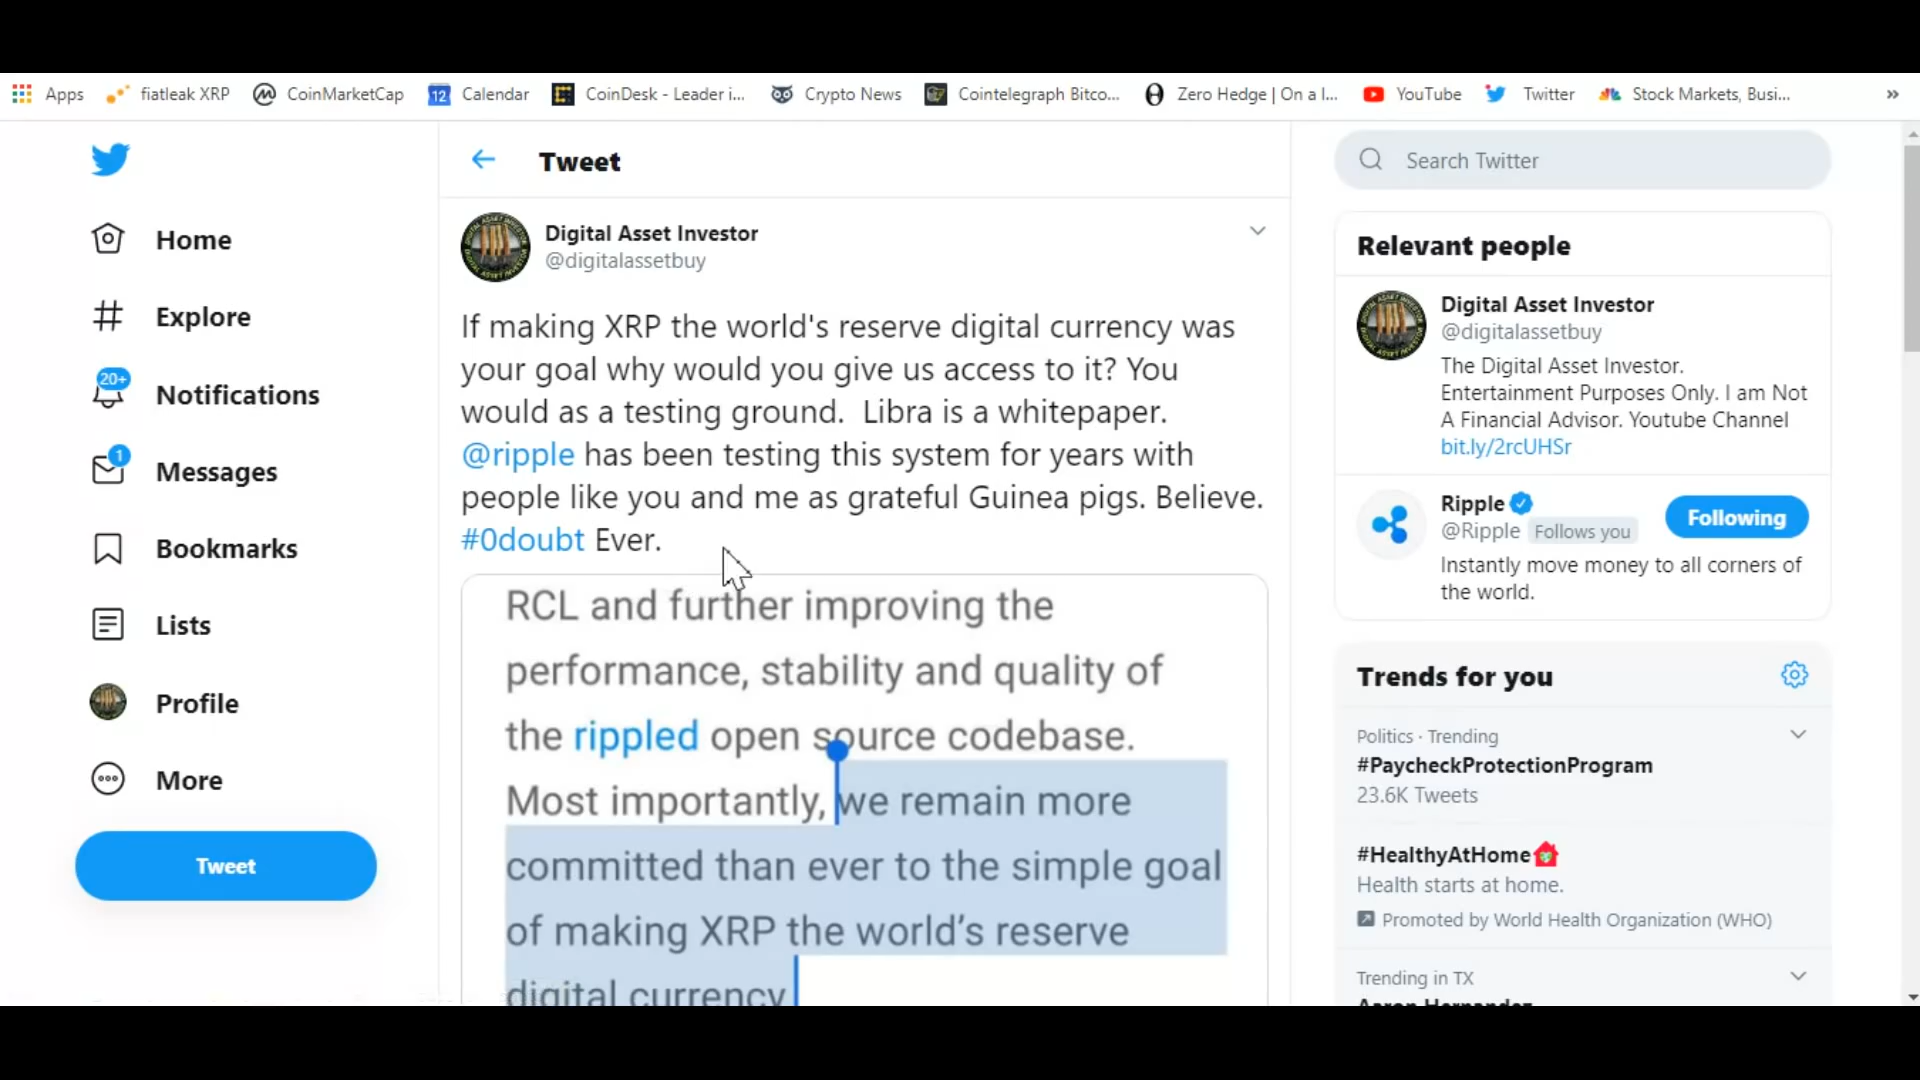 Apps fiatleak XRP CoinMarketCap 12 Calendar CoinDesk - Leader i... Crypto News Cointelegraph Bitco... Zero Hedge | On a l... YouTube Twitter Stock Markets, Busi... »
Home
Explore
20+
Notifications
1
Messages
Bookmarks
Lists
Profile
More
Tweet
Tweet
Digital Asset Investor
@digitalassetbuy
If making XRP the world's reserve digital currency was
your goal why would you give us access to it? You
would as a testing ground. Libra is a whitepaper.
@ripple has been testing this system for years with
people like you and me as grateful Guinea pigs. Believe.
#0doubt Ever.
RCL and further improving the
performance, stability and quality of
the rippled open source codebase.
Most importantly, we remain more
committed than ever to the simple goal
of making XRP the world's reserve
digital currency
Search Twitter
Relevant people
Digital Asset Investor
@digitalassetbuy
The Digital Asset Investor.
Entertainment Purposes Only. I am Not
A Financial Advisor. Youtube Channel
bit.ly/2rcUHSr
Ripple
@Ripple Follows you
Following
Instantly move money to all corners of
the world.
Trends for you
Politics · Trending
#PaycheckProtectionProgram
23.6K Tweets
#HealthyAtHome
Health starts at home.
Promoted by World Health Organization (WHO)
Trending in TX
Aaron Hernandez